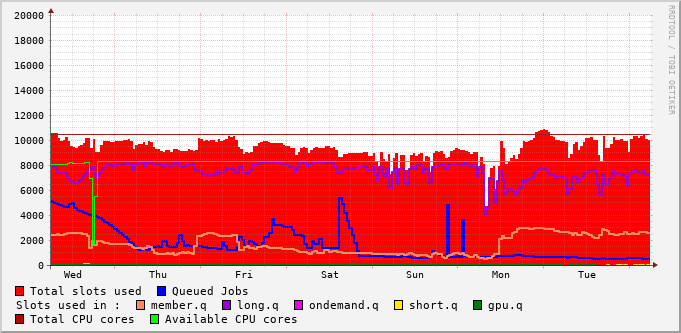 20000
18000
16000
14000
12000
10000
8000
6000
4000
2000
0
Wed Thu Fri Sat Sun Mon Tue
Total slots used Queued Jobs
Slots used in : member.q long.q ondemand.q short.q gpu.q
Total CPU cores Available CPU cores
RRDTOOL / TOBI OETIKER